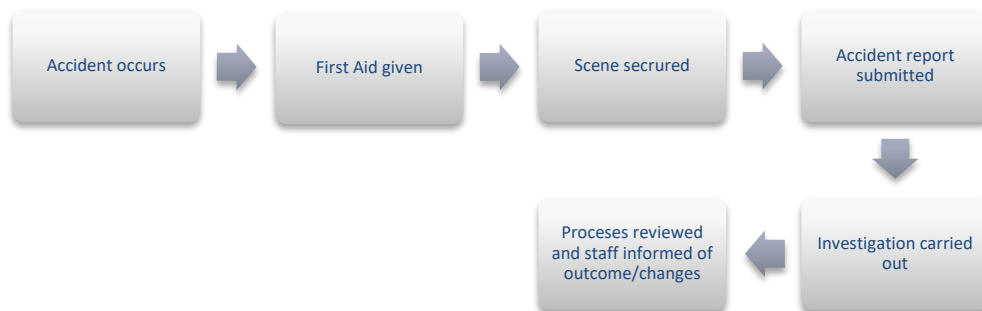 Accident occurs
First Aid given
Scene secrured
Accident report
submitted
Investigation carried
out
Proceses reviewed
and staff informed of
outcome/changes